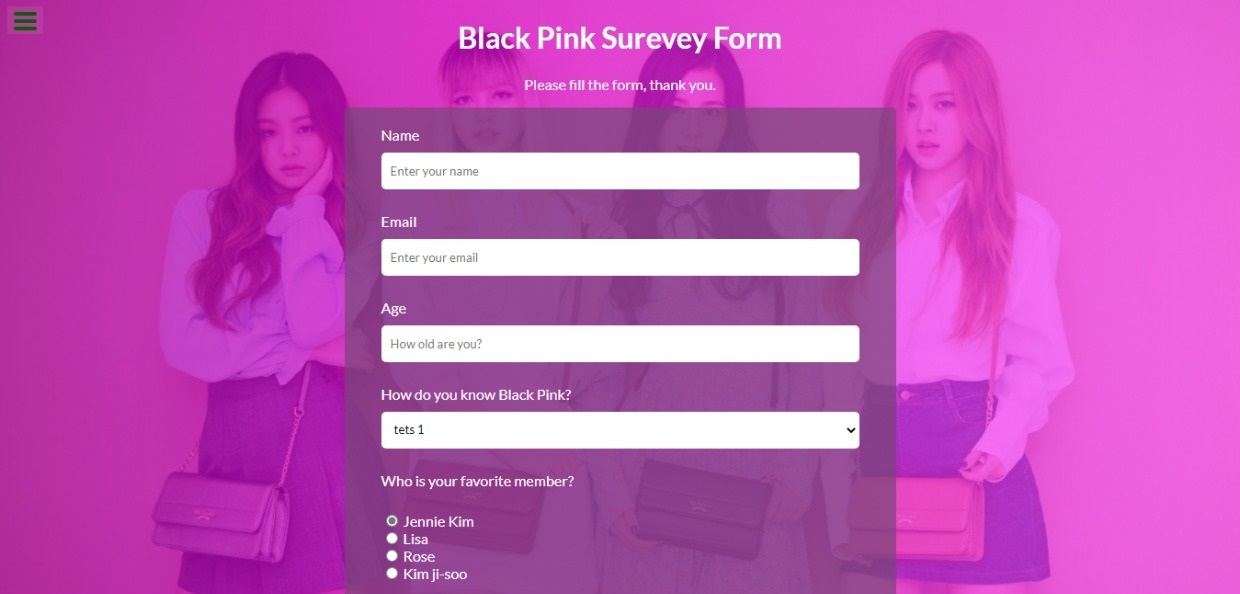 Black Pink Surevey Form
Please fill the form, thank you.
Name
Enter your name
Email
Enter your email
Age
How old are you?
How do you know Black Pink?
tets 1
Who is your favorite member?
Jennie Kim
Lisa
Rose
Kim ji-soo